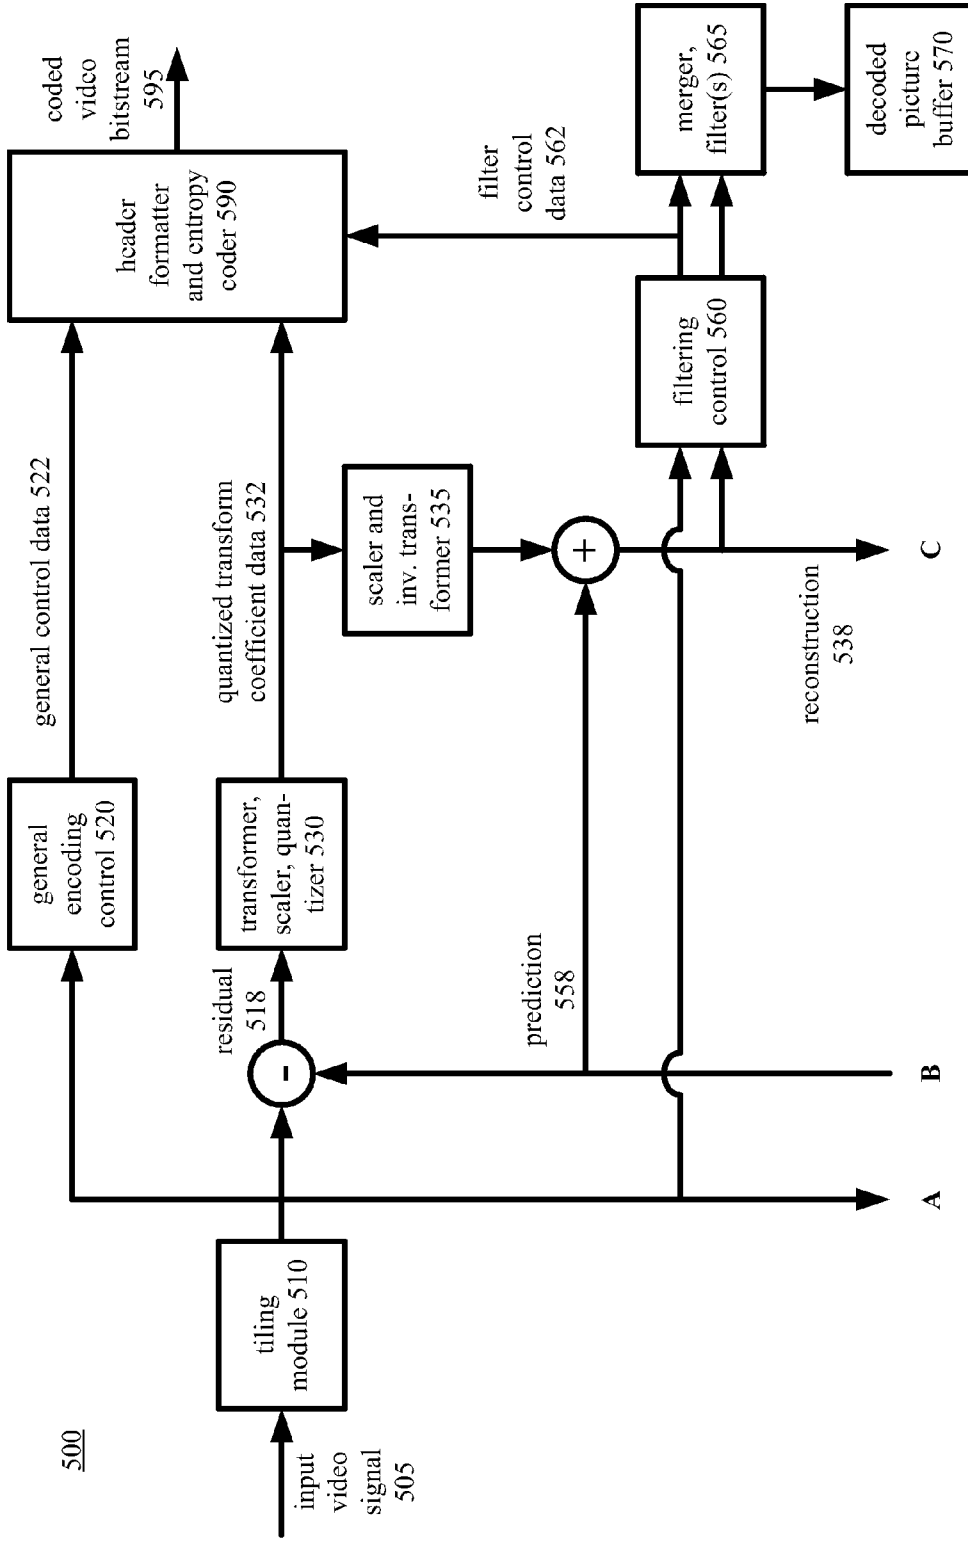 500
input
video
signal
505
tiling
module 510
general
encoding
control 520
general control data 522
residual
518
-
transformer,
scaler, quan-
tizer 530
quantized transform
coefficient data 532
header
formatter
and entropy
coder 590
coded
video
bitstream
595
scaler and
inv. trans-
former 535
prediction
558
+
filter
control
data 562
filtering
control 560
merger,
filter(s) 565
decoded
picture
buffer 570
reconstruction
538
A
B
C